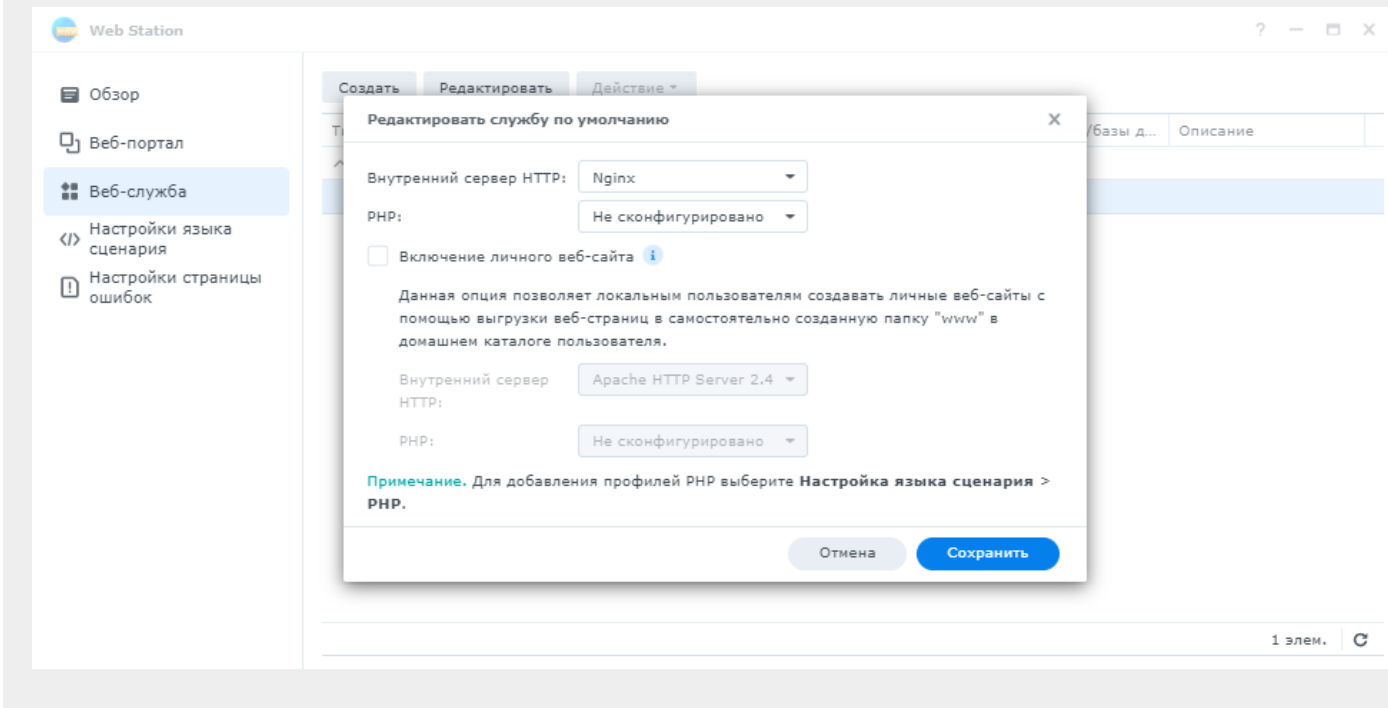 Web Station
Обзор
Веб-портал
Веб-служба
Настройки языка
сценария
Настройки страницы
ошибок
Создать Редактировать Действие
/базы д... Описание
Редактировать службу по умолчанию
Внутренний сервер HTTP: Nginx
PHP: Не сконфигурировано
Включение личного веб-сайта
Данная опция позволяет локальным пользователям создавать личные веб-сайты с
помощью выгрузки веб-страниц в самостоятельно созданную папку "www" в
домашнем каталоге пользователя.
Внутренний сервер Apache HTTP Server 2.4
HTTP:
PHP: Не сконфигурировано
Примечание. Для добавления профилей PHP выберите Настройка языка сценария >
PHP.
Отмена Сохранить
1 элем.